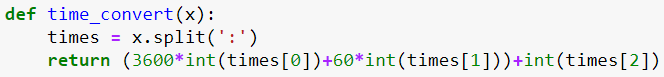 def time_convert(x):
    times = x.split(':')
    return (3600*int(times[0])+60*int(times[1]))+int(times[2])